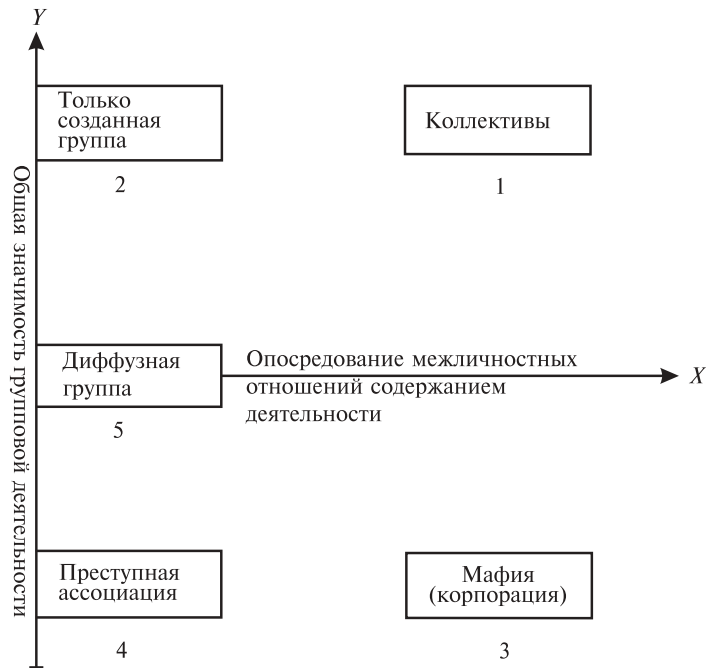 Y
Только
созданная
группа
2
Коллективы
1
Общая значимость групповой деятельности
Диффузная
группа
5
Опосредование межличностных
отношений содержанием
деятельности
X
Преступная
ассоциация
4
Мафия
(корпорация)
3